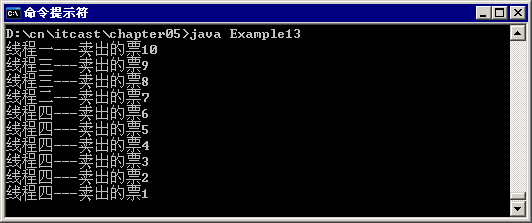 命令提示符
D:\cn\itcast\chapter05>java Example13
线程一---卖出的票10
线程三---卖出的票9
线程三---卖出的票8
线程二---卖出的票7
线程四---卖出的票6
线程四---卖出的票5
线程四---卖出的票4
线程四---卖出的票3
线程四---卖出的票2
线程四---卖出的票1